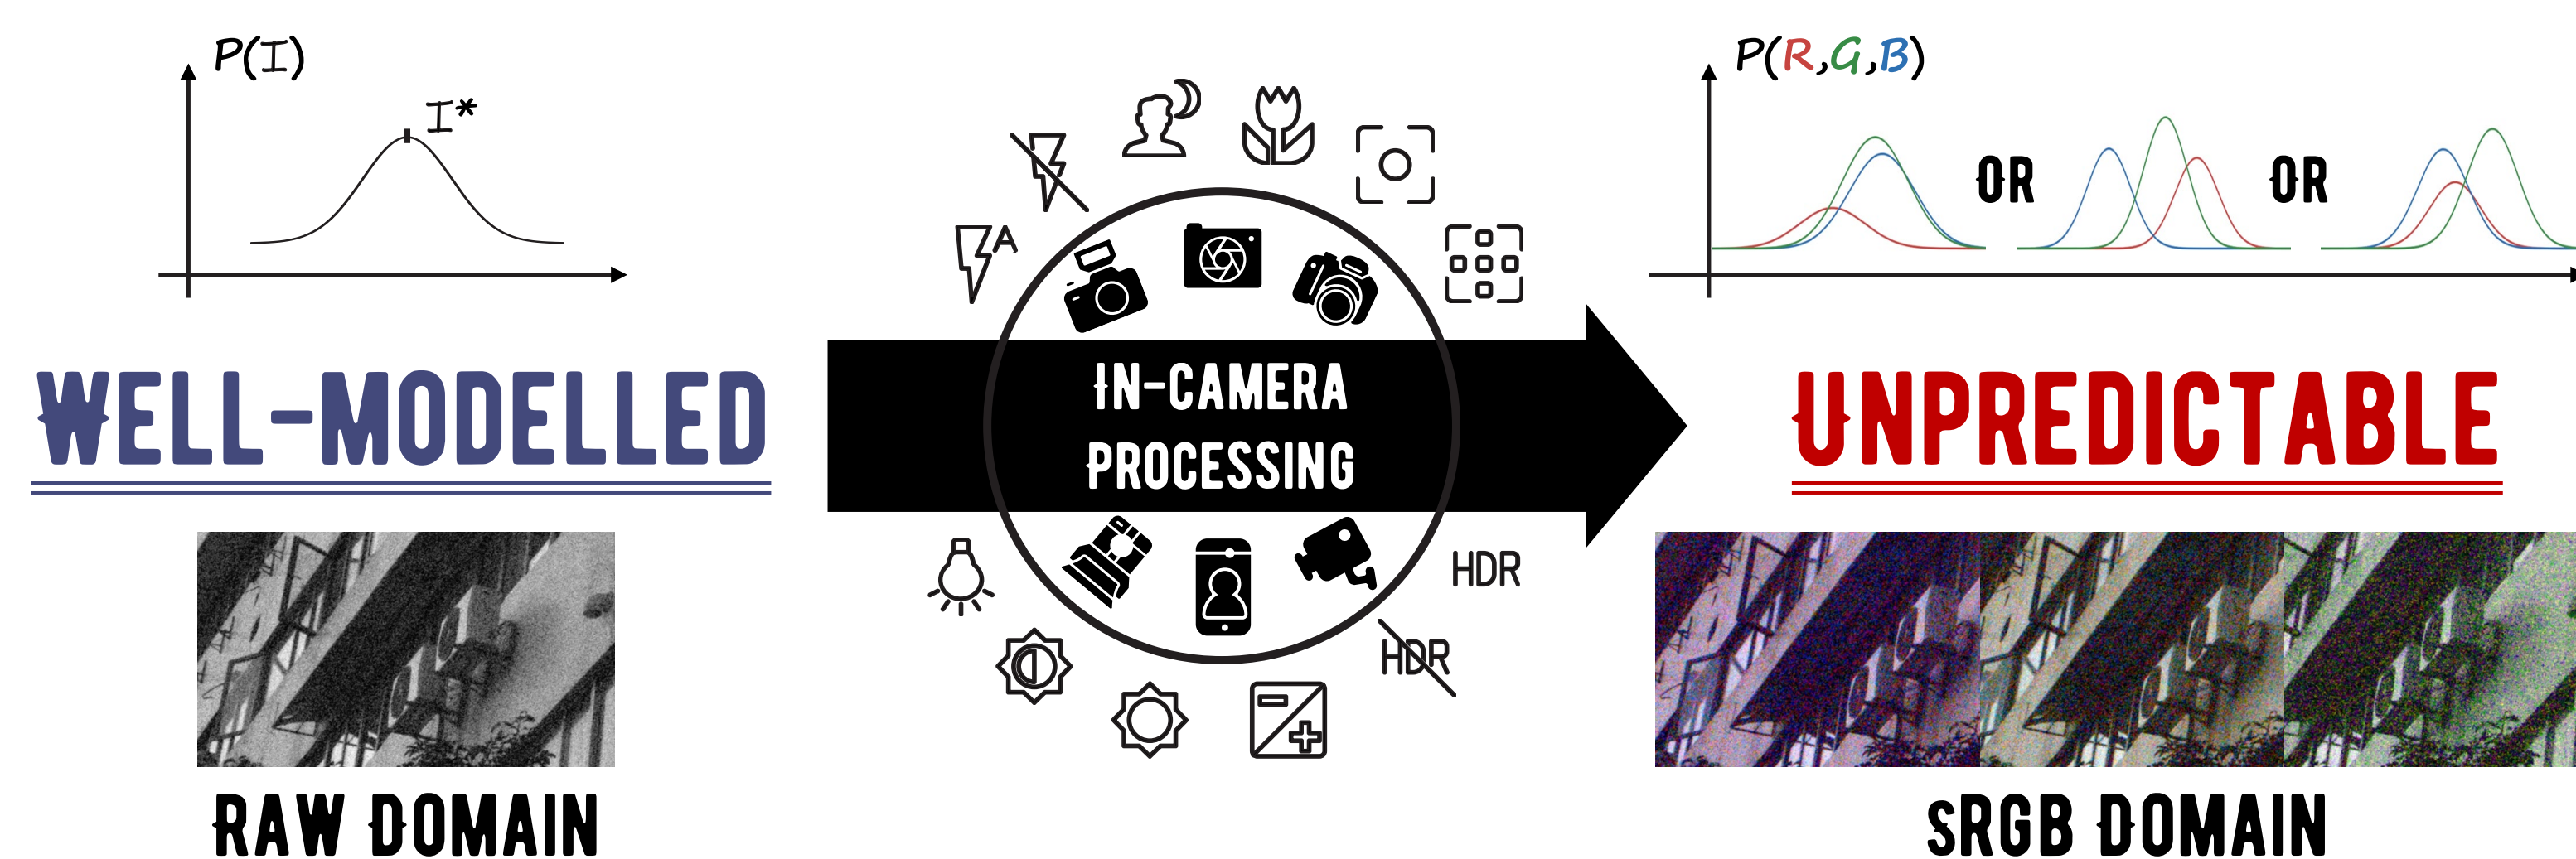 P(I)
I*
WELL-MODELLED
RAW DOMAIN
A
IN-CAMERA
PROCESSING
HDR
HDR
P(R,G,B)
OR
OR
UNPREDICTABLE
sRGB DOMAIN